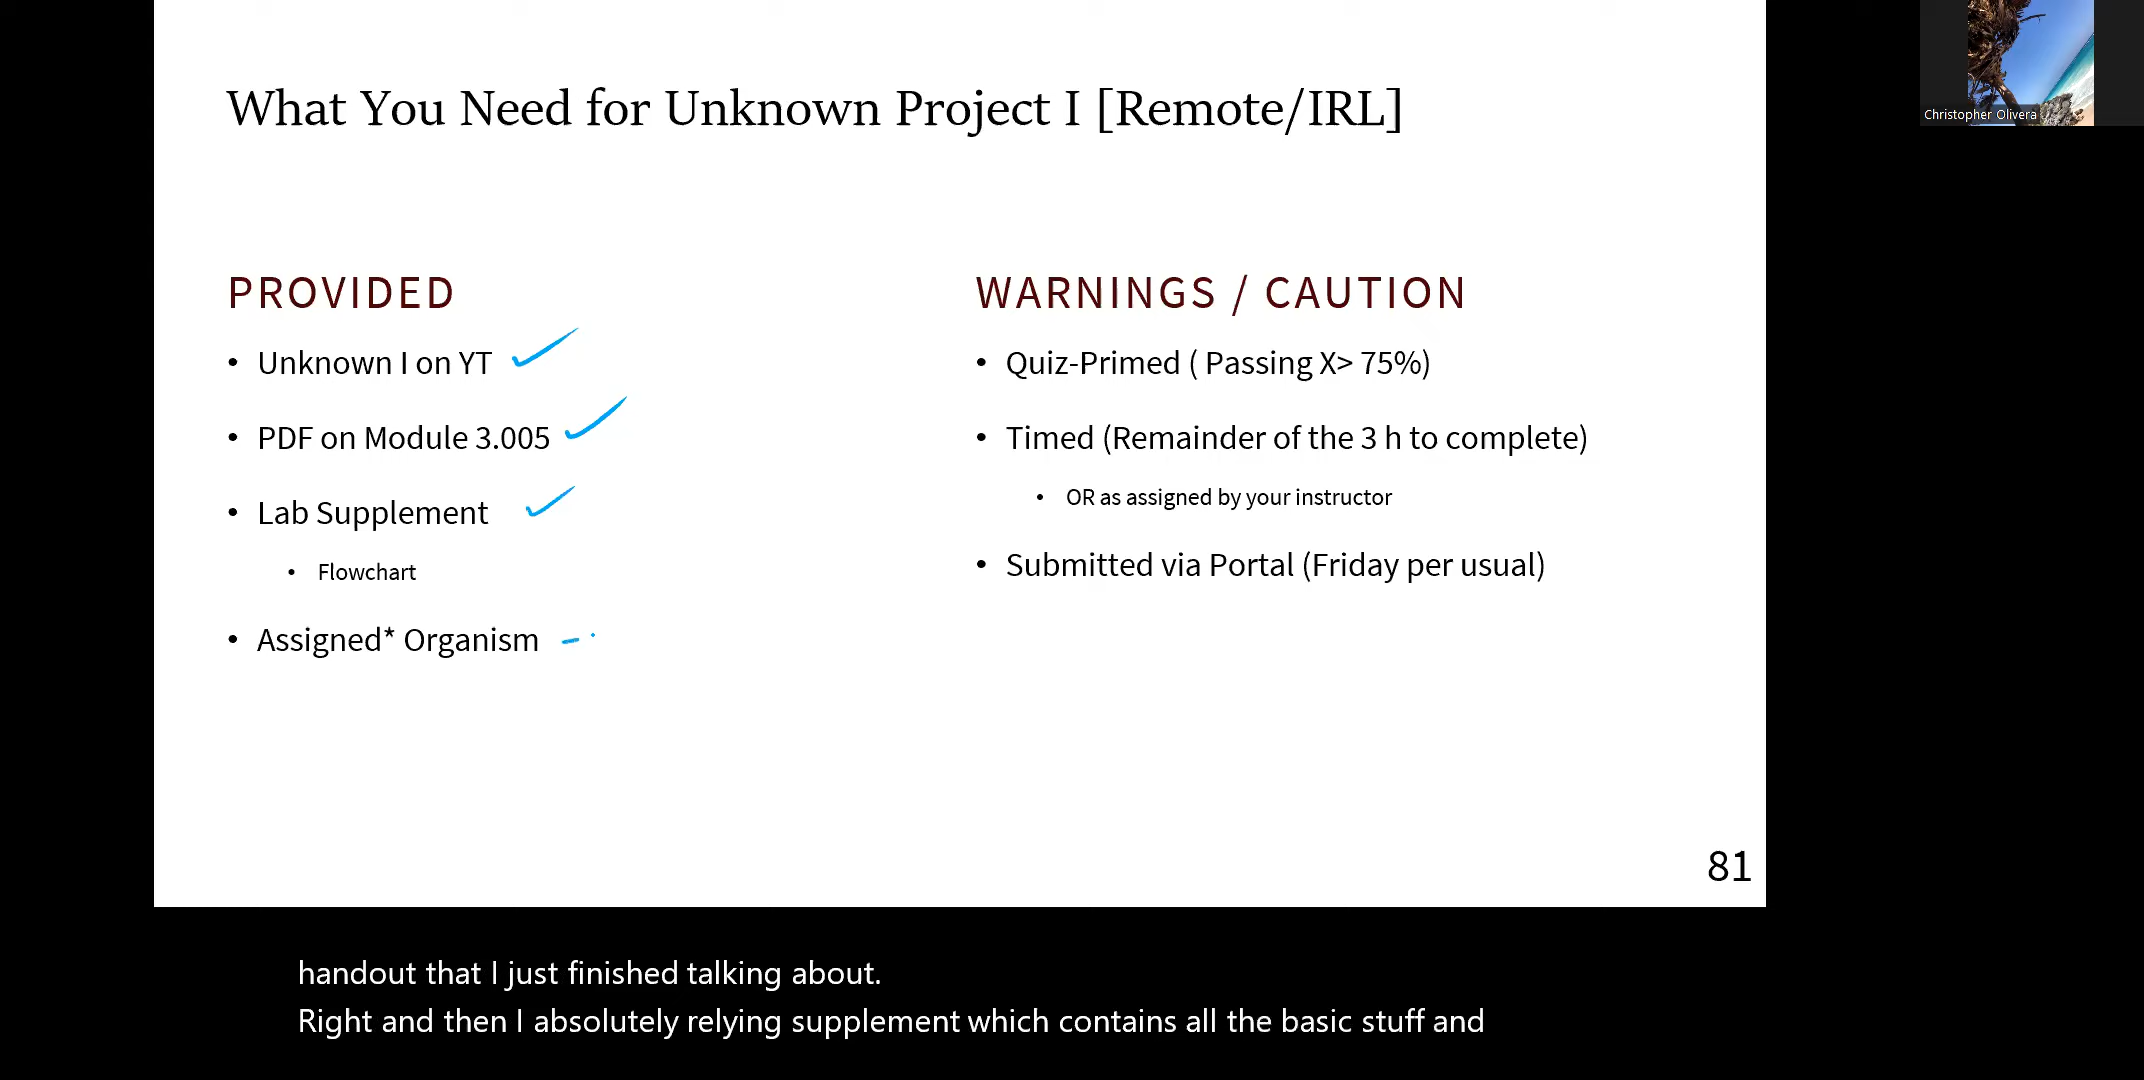 What You Need for Unknown Project I [Remote/IRL]
Christopher Olivera
PROVIDED
• Unknown I on YT
• PDF on Module 3.005
• Lab Supplement
• Flowchart
• Assigned* Organism
WARNINGS / CAUTION
• Quiz-Primed ( Passing X> 75%)
• Timed (Remainder of the 3 h to complete)
• OR as assigned by your instructor
• Submitted via Portal (Friday per usual)
81
handout that I just finished talking about.
Right and then I absolutely relying supplement which contains all the basic stuff and